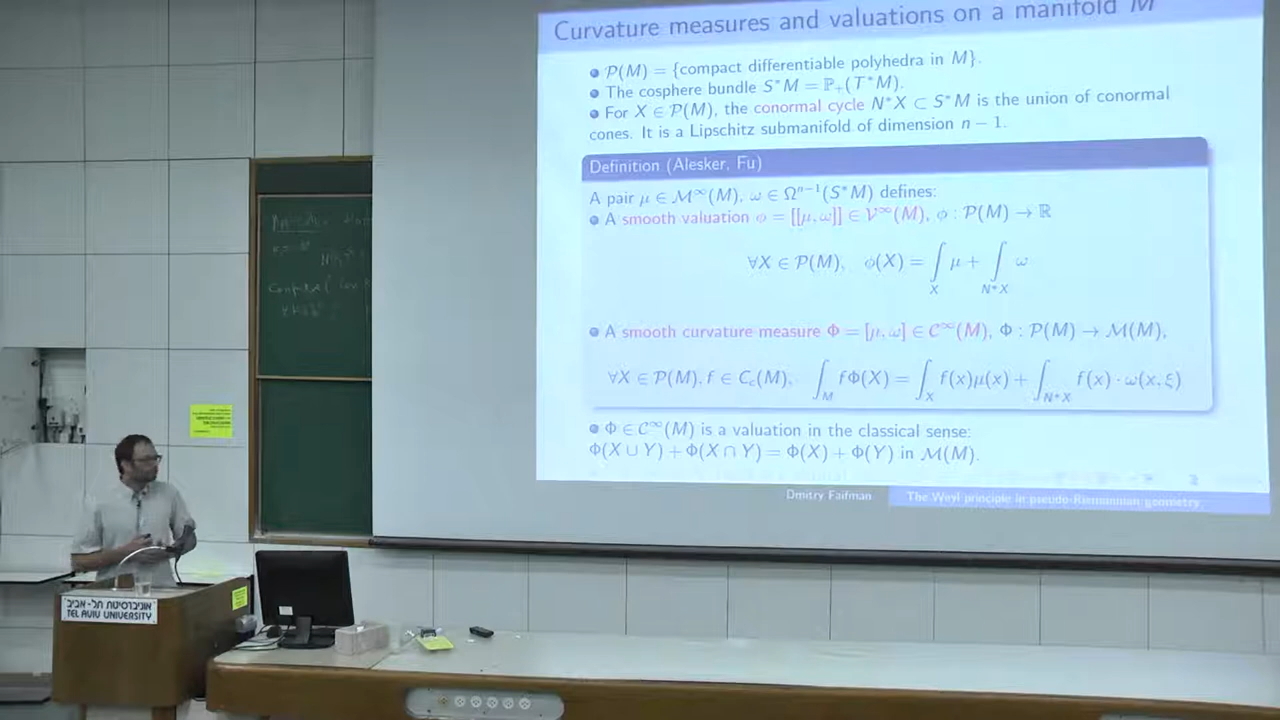 Curvature measures and valuations on a manifold M
• 𝒫(M) = {compact differentiable polyhedra in M}.
• The cosphere bundle S*M = ℙ₊(T*M).
• For X ∈ 𝒫(M), the conormal cycle N*X ⊂ S*M is the union of conormal
cones. It is a Lipschitz submanifold of dimension n − 1.
Definition (Alesker, Fu)
A pair μ ∈ ℳ^∞(M), ω ∈ Ω^{n−1}(S*M) defines:
• A smooth valuation φ = [[μ, ω]] ∈ 𝒱^∞(M), φ : 𝒫(M) → ℝ
∀X ∈ 𝒫(M), φ(X) = ∫_X μ + ∫_{N*X} ω
• A smooth curvature measure Φ = [μ, ω] ∈ 𝒞^∞(M), Φ : 𝒫(M) → ℳ(M),
∀X ∈ 𝒫(M), f ∈ C_c(M), ∫_M fΦ(X) = ∫_X f(x)μ(x) + ∫_{N*X} f(x) · ω(x, ξ)
• Φ ∈ 𝒞^∞(M) is a valuation in the classical sense:
Φ(X ∪ Y) + Φ(X ∩ Y) = Φ(X) + Φ(Y) in ℳ(M).
Dmitry Faifman The Weyl principle in pseudo-Riemannian geometry
אוניברסיטת תל-אביב
TEL AVIV UNIVERSITY